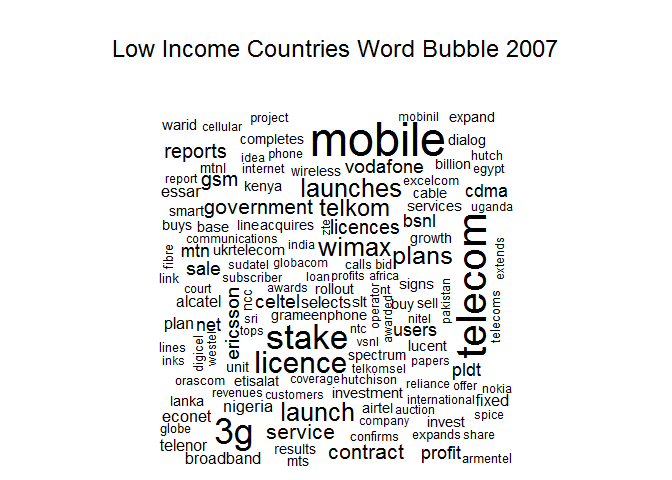 Low Income Countries Word Bubble 2007
warid cellular project mobinil expand
completes mobile dialog
reports idea phone vodafone billion hutch
mtnl internet wireless egypt
report gsm kenya launches excelcom cdma
essar cable
smart government telkom services uganda
buys base line acquires zte licences bsnl
communications india wimax growth
fibre mtn ukrtelecom plans telecom extends
sale sudatel globacom calls bid
link subscriber loan profits africa
court awards rollout nt signs
alcatel ericsson ncc celtel selects slt operator buy sell pakistan
plan net sri grameenphone awarded nitel telecoms
tops stake ntc users
lines digicel westel vsnl lucent
inks unit licence spectrum papers
telkomsel pldt
orascom etisalat coverage hutchison reliance offer nokia
lanka revenues customers investment international fixed
econet nigeria launch airtel auction spice
globe 3g company invest
telenor service confirms expands share
results contract profit
broadband mts armentel